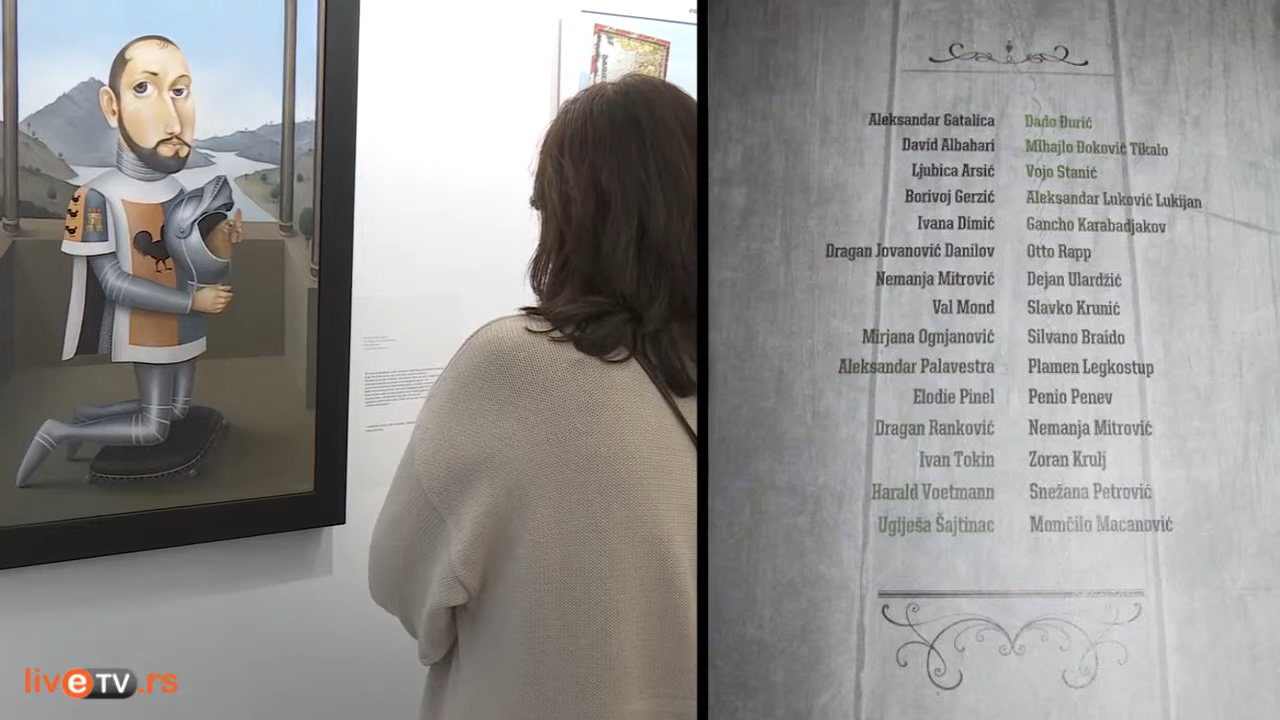 Aleksandar Gatalica Dado Đurić
David Albahari MIhajlo Đoković Tikalo
Ljubica Arsić Vojo Stanić
Borivoj Gerzić Aleksandar Luković Lukijan
Ivana Dimić Gancho Karabadjakov
Dragan Jovanović Danilov Otto Rapp
Nemanja Mitrović Dejan Ulardžić
Val Mond Slavko Krunić
Mirjana Ognjanović Silvano Braido
Aleksandar Palavestra Plamen Legkostup
Elodie Pinel Penio Penev
Dragan Ranković Nemanja Mitrović
Ivan Tokin Zoran Krulj
Harald Voetmann Snežana Petrović
Uglješa Šajtinac Momčilo Macanović
liveTV.rs